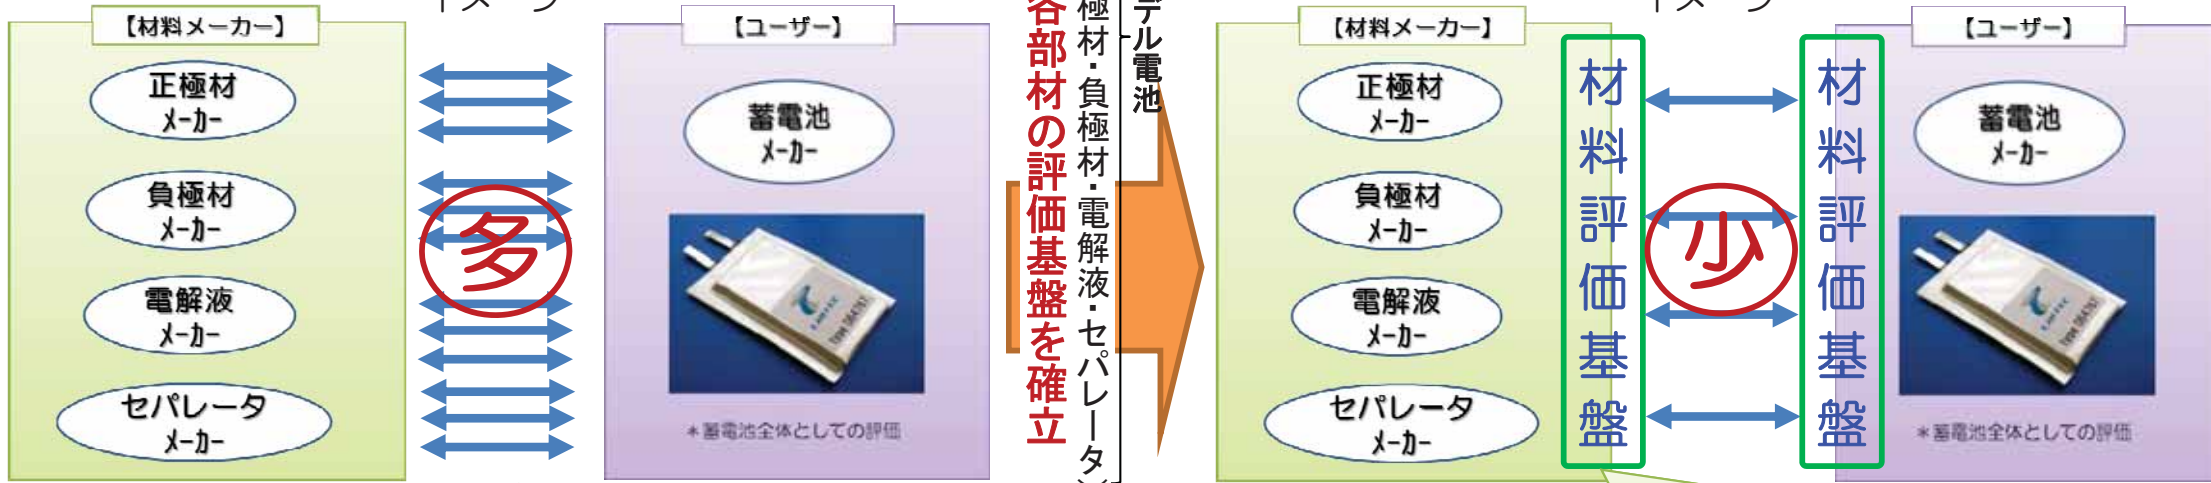 イメージ
【材料メーカー】
正極材
メーカー
負極材
メーカー
電解液
メーカー
セパレータ
メーカー
多
【ユーザー】
蓄電池
メーカー
*蓄電池全体としての評価
各部材の評価基盤を確立
極材・負極材・電解液・セパレータ)
デル電池
イメージ
【材料メーカー】
正極材
メーカー
負極材
メーカー
電解液
メーカー
セパレータ
メーカー
材料評価基盤
少
材料評価基盤
【ユーザー】
蓄電池
メーカー
*蓄電池全体としての評価